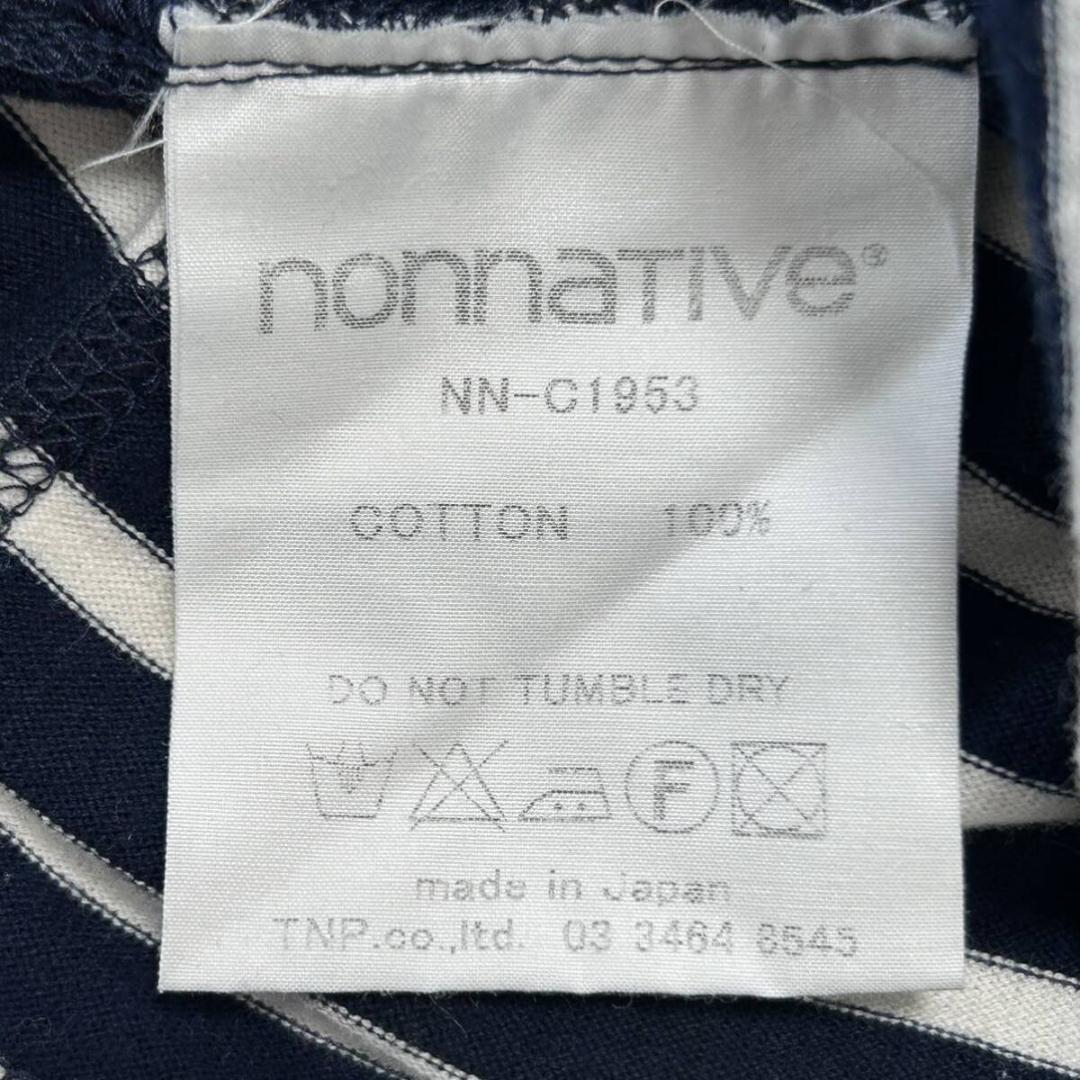 nonnaTIVe®
NN-C1953
COTTON 100%
DO NOT TUMBLE DRY
F
made in Japan
TNP.co.,ltd. 03 3464 8545